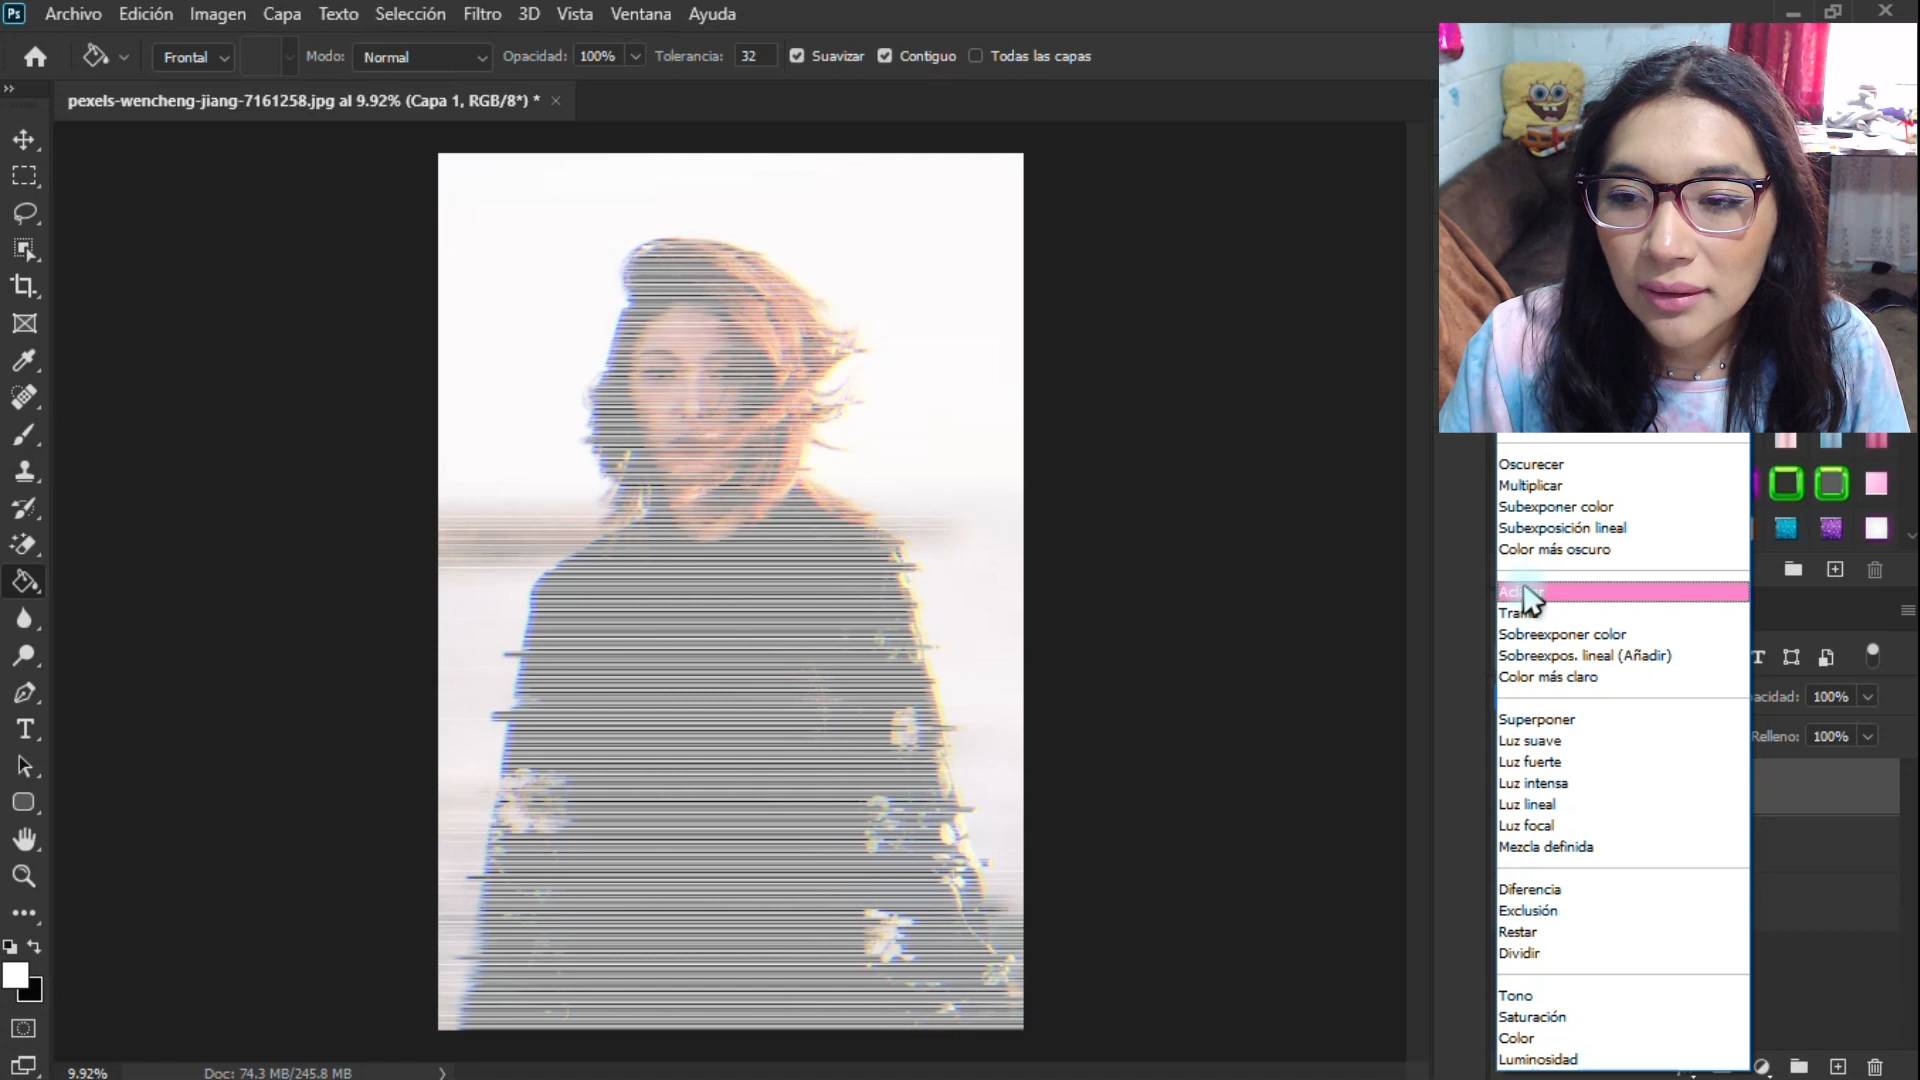 Ps Archivo Edición Imagen Capa Texto Selección Filtro 3D Vista Ventana Ayuda
Frontal Modo: Normal Opacidad: 100% Tolerancia: 32 Suavizar Contiguo Todas las capas
pexels-wencheng-jiang-7161258.jpg al 9.92% (Capa 1, RGB/8*) *
Oscurecer
Multiplicar
Subexponer color
Subexposición lineal
Color más oscuro
Sobreexponer color
Sobreexpos. lineal (Añadir)
Color más claro
acidad: 100%
Superponer
Relleno: 100%
Luz suave
Luz fuerte
Luz intensa
Luz lineal
Luz focal
Mezcla definida
Diferencia
Exclusión
Restar
Dividir
Tono
Saturación
Color
Luminosidad
9.92% Doc: 74.3 MB/245.8 MB